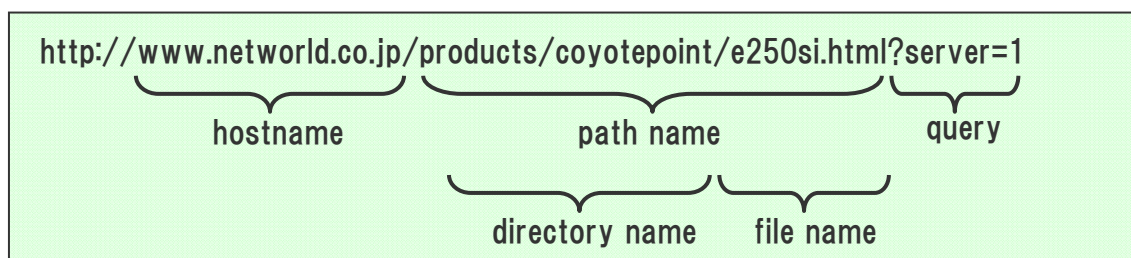 http://www.networld.co.jp/products/coyotepoint/e250si.html?server=1
hostname path name query
directory name file name